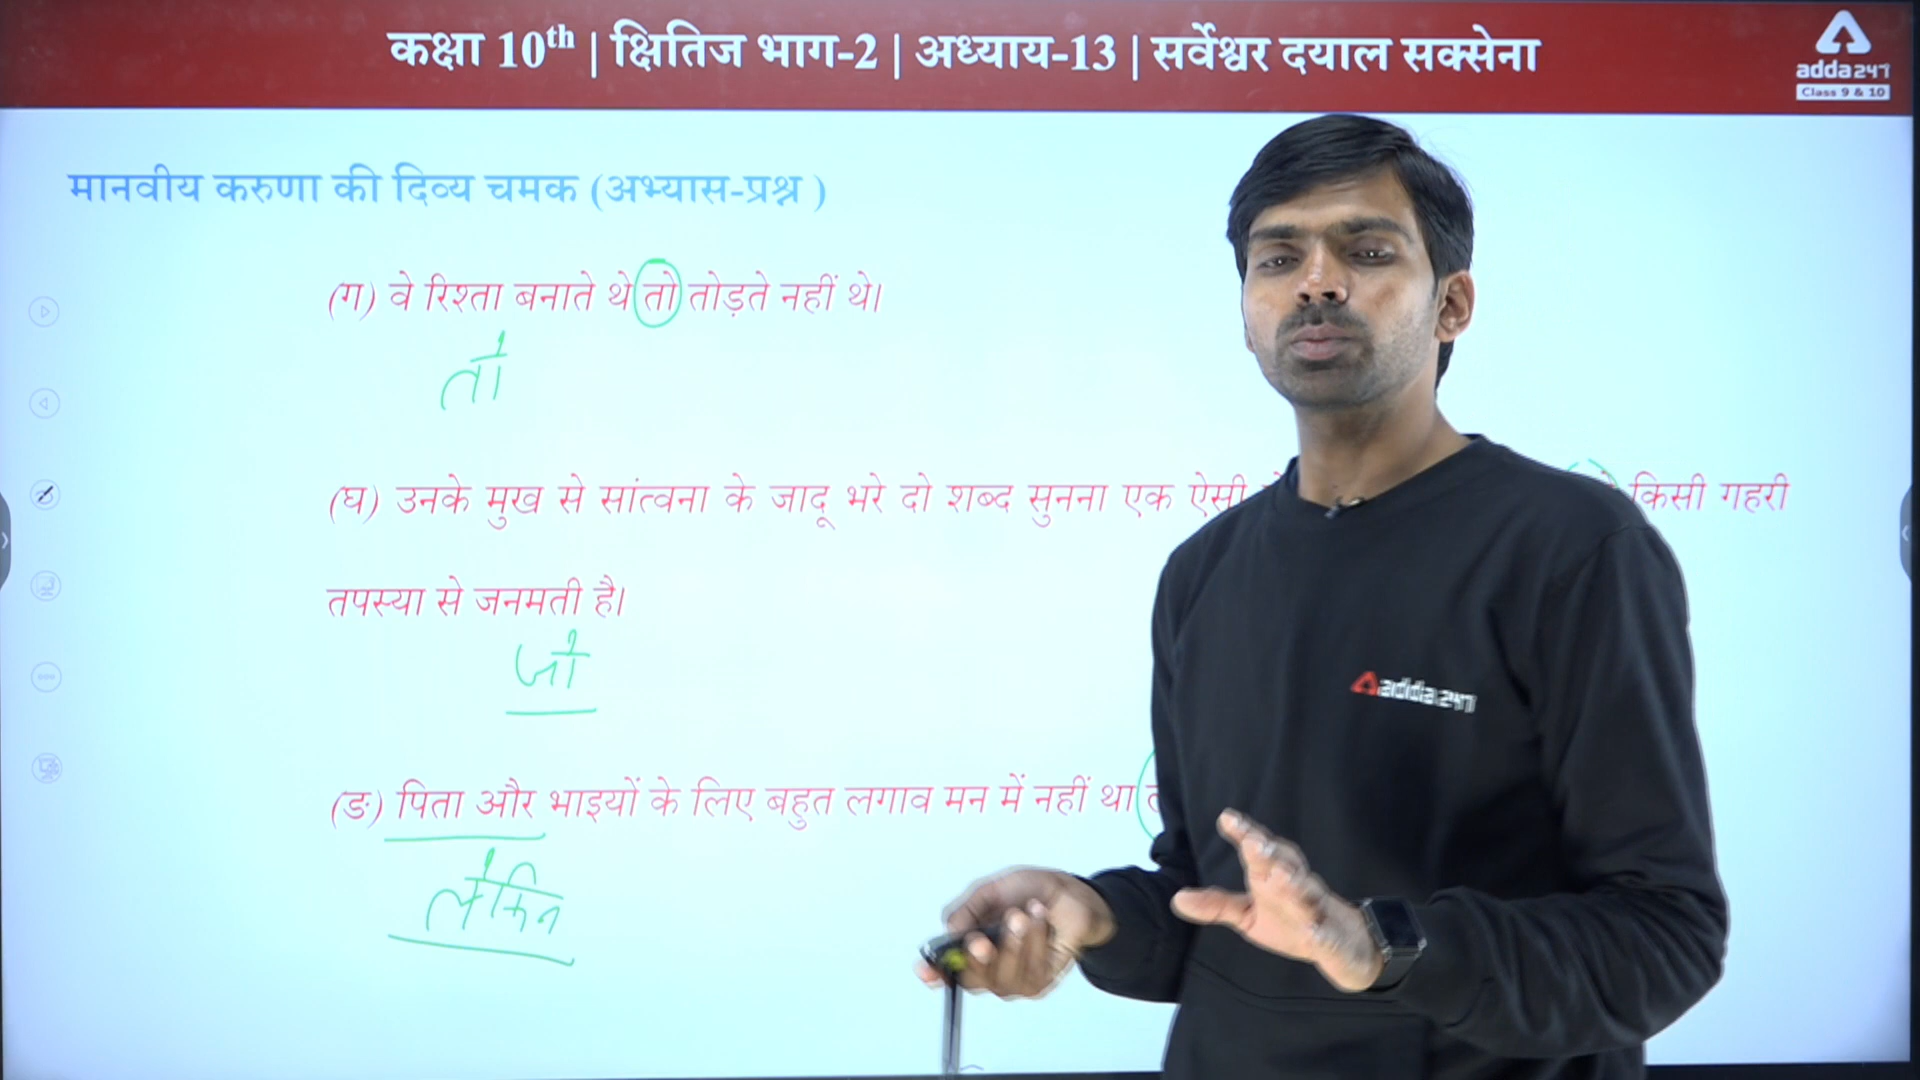 कक्षा 10th | क्षितिज भाग-2 | अध्याय-13 | सर्वेश्वर दयाल सक्सेना
adda247
Class 9 & 10
मानवीय करुणा की दिव्य चमक (अभ्यास-प्रश्न )
(ग) वे रिश्ता बनाते थे तो तोड़ते नहीं थे।
तो
(घ) उनके मुख से सांत्वना के जादू भरे दो शब्द सुनना एक ऐसी किसी गहरी
तपस्या से जनमती है।
जो
(ङ) पिता और भाइयों के लिए बहुत लगाव मन में नहीं था
लेकिन
adda247